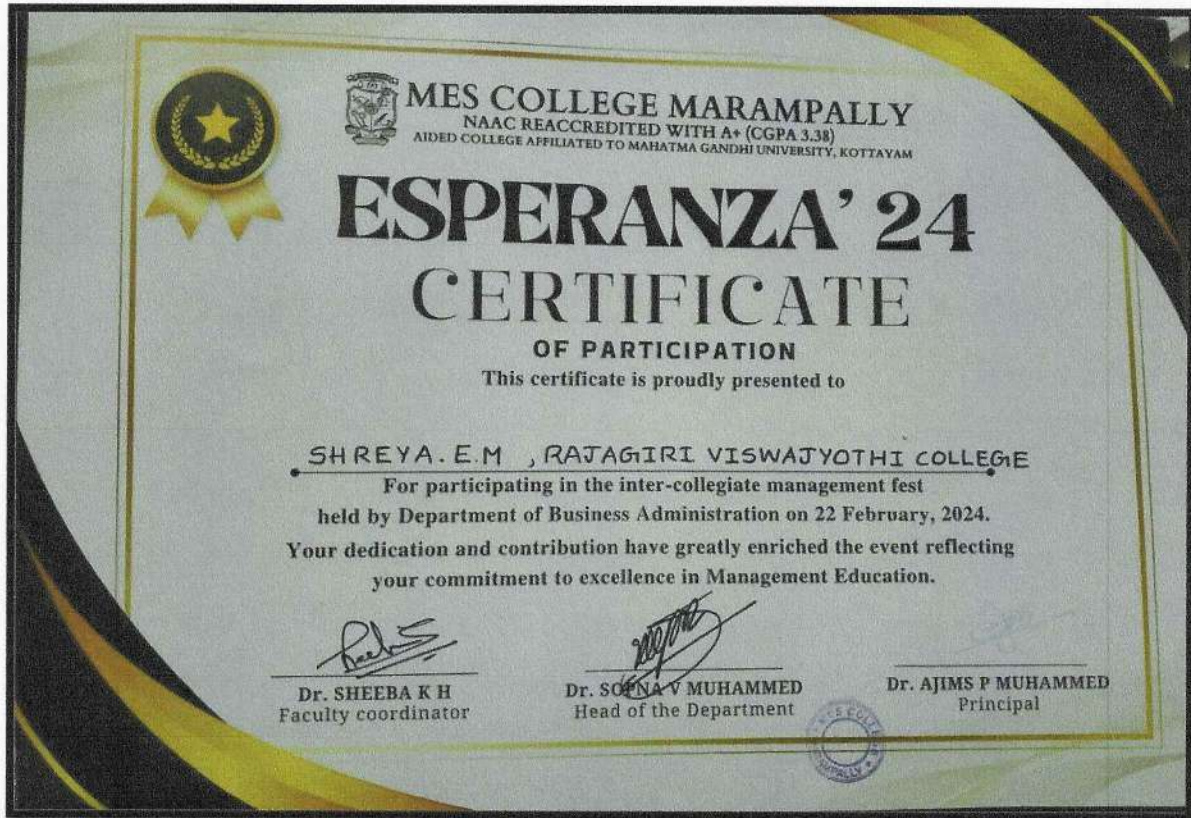 MES COLLEGE MARAMPALLY
NAAC REACCREDITED WITH A+ (CGPA 3.38)
AIDED COLLEGE AFFILIATED TO MAHATMA GANDHI UNIVERSITY, KOTTAYAM
ESPERANZA' 24
CERTIFICATE
OF PARTICIPATION
This certificate is proudly presented to
SHREYA. E.M , RAJAGIRI VISWAJYOTHI COLLEGE
For participating in the inter-collegiate management fest
held by Department of Business Administration on 22 February, 2024.
Your dedication and contribution have greatly enriched the event reflecting
your commitment to excellence in Management Education.
Dr. SHEEBA K H
Faculty coordinator
Dr. V MUHAMMED
Head of the Department
Dr. AJIMS P MUHAMMED
Principal